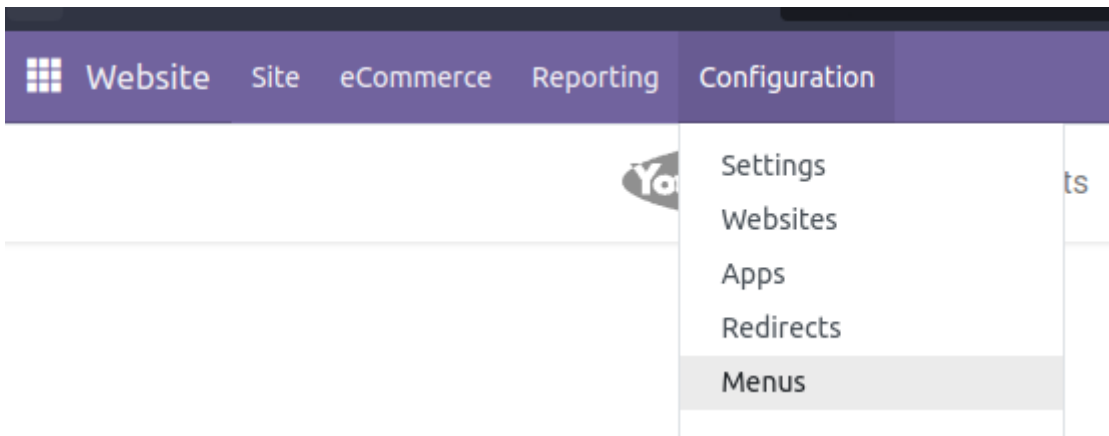 Website Site eCommerce Reporting Configuration
Settings
Websites
Apps
Redirects
Menus